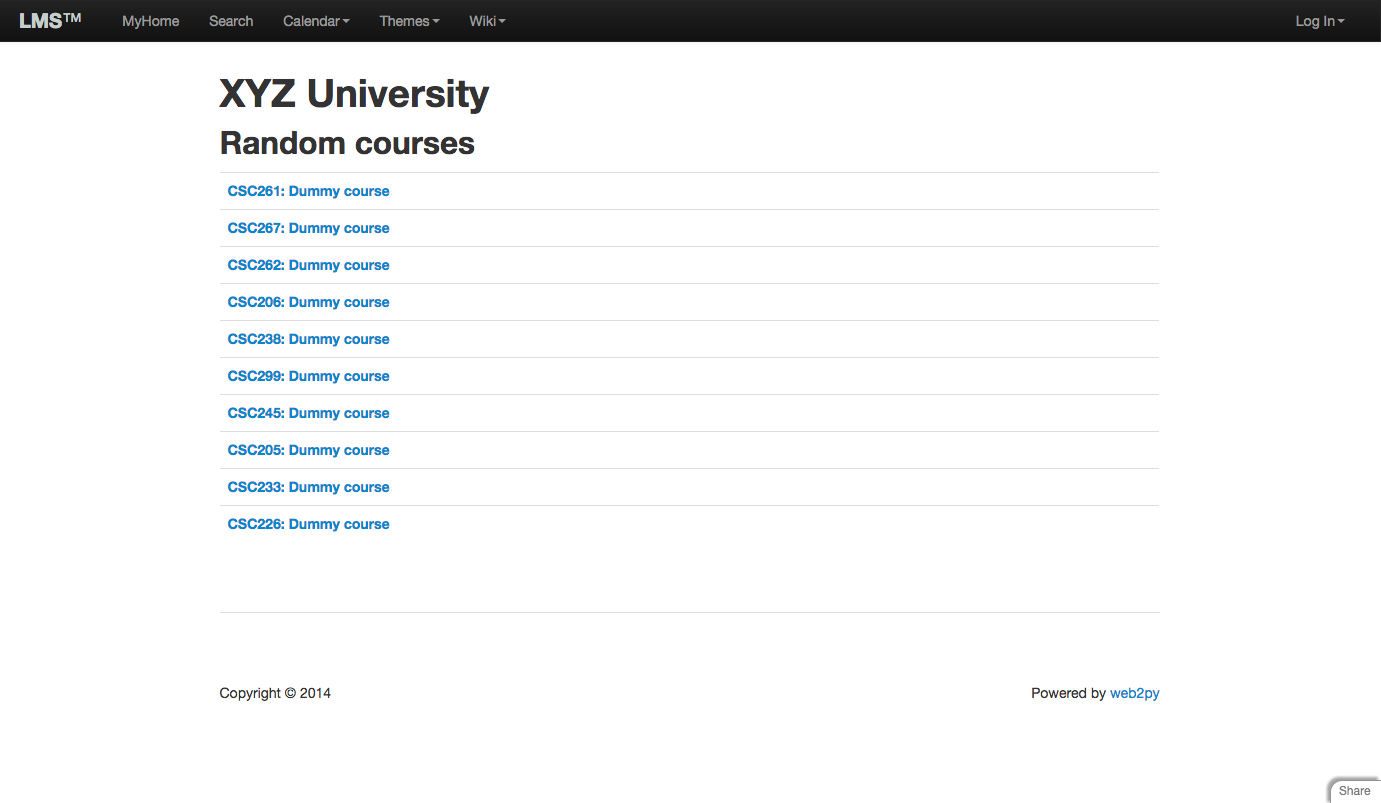 LMS™ MyHome Search Calendar Themes Wiki Log In
XYZ University
Random courses
CSC261: Dummy course
CSC267: Dummy course
CSC262: Dummy course
CSC206: Dummy course
CSC238: Dummy course
CSC299: Dummy course
CSC245: Dummy course
CSC205: Dummy course
CSC233: Dummy course
CSC226: Dummy course
Copyright © 2014 Powered by web2py
Share